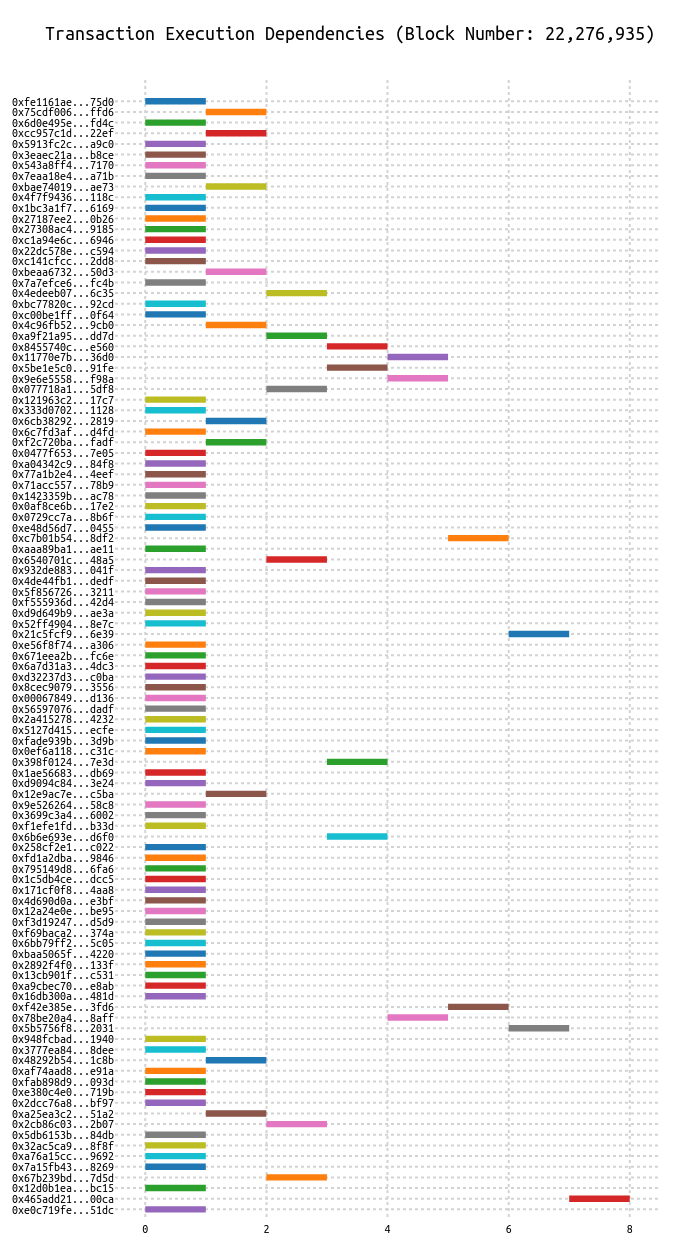 Transaction Execution Dependencies (Block Number: 22,276,935)
0xfe1161ae...75d0
0x75cdf006...ffd6
0x6d0e495e...fd4c
0xcc957c1d...22ef
0x5913fc2c...a9c0
0x3eaec21a...b8ce
0x543a8ff4...7170
0x7eaa18e4...a71b
0xbae74019...ae73
0x4f7f9436...118c
0x1bc3a1f7...6169
0x27187ee2...0b26
0x27308ac4...9185
0xc1a94e6c...6946
0x22dc578e...c594
0xc141cfcc...2dd8
0xbeaa6732...50d3
0x7a7efce6...fc4b
0x4edeeb07...6c35
0xbc77820c...92cd
0xc00be1ff...0f64
0x4c96fb52...9cb0
0xa9f21a95...dd7d
0x8455740c...e560
0x11770e7b...36d0
0x5be1e5c0...91fe
0x9e6e5558...f98a
0x077718a1...5df8
0x121963c2...17c7
0x333d0702...1128
0x6cb38292...2819
0x6c7fd3af...d4fd
0xf2c720ba...fadf
0x0477f653...7e05
0xa04342c9...84f8
0x77a1b2e4...4eef
0x71acc557...78b9
0x1423359b...ac78
0x0af8ce6b...17e2
0x0729cc7a...8b6f
0xe48d56d7...0455
0xc7b01b54...8df2
0xaaa89ba1...ae11
0x6540701c...48a5
0x932de883...041f
0x4de44fb1...dedf
0x5f856726...3211
0xf555936d...42d4
0xd9d649b9...ae3a
0x52ff4904...8e7c
0x21c5fcf9...6e39
0xe56f8f74...a306
0x671eea2b...fc6e
0x6a7d31a3...4dc3
0xd32237d3...c0ba
0x8cec9079...3556
0x00067849...d136
0x56597076...dadf
0x2a415278...4232
0x5127d415...ecfe
0xfade939b...3d9b
0x0ef6a118...c31c
0x398f0124...7e3d
0x1ae56683...db69
0xd9094c84...3e24
0x12e9ac7e...c5ba
0x9e526264...58c8
0x3699c3a4...6002
0xf1efe1fd...b33d
0x6b6e693e...d6f0
0x258cf2e1...c022
0xfd1a2dba...9846
0x795149d8...6fa6
0x1c5db4ce...dcc5
0x171cf0f8...4aa8
0x4d690d0a...e3bf
0x12a24e0e...be95
0xf3d19247...d5d9
0xf69baca2...374a
0x6bb79ff2...5c05
0xbaa5065f...4220
0x2892f4f0...133f
0x13cb901f...c531
0xa9cbec70...e8ab
0x16db300a...481d
0xf42e385e...3fd6
0x78be20a4...8aff
0x5b5756f8...2031
0x948fcbad...1940
0x3777ea84...8dee
0x48292b54...1c8b
0xaf74aad8...e91a
0xfab898d9...093d
0xe380c4e0...719b
0x2dcc76a8...bf97
0xa25ea3c2...51a2
0x2cb86c03...2b07
0x5db6153b...84db
0x32ac5ca9...8f8f
0xa76a15cc...9692
0x7a15fb43...8269
0x67b239bd...7d5d
0x12d0b1ea...bc15
0x465add21...00ca
0xe0c719fe...51dc
0 2 4 6 8